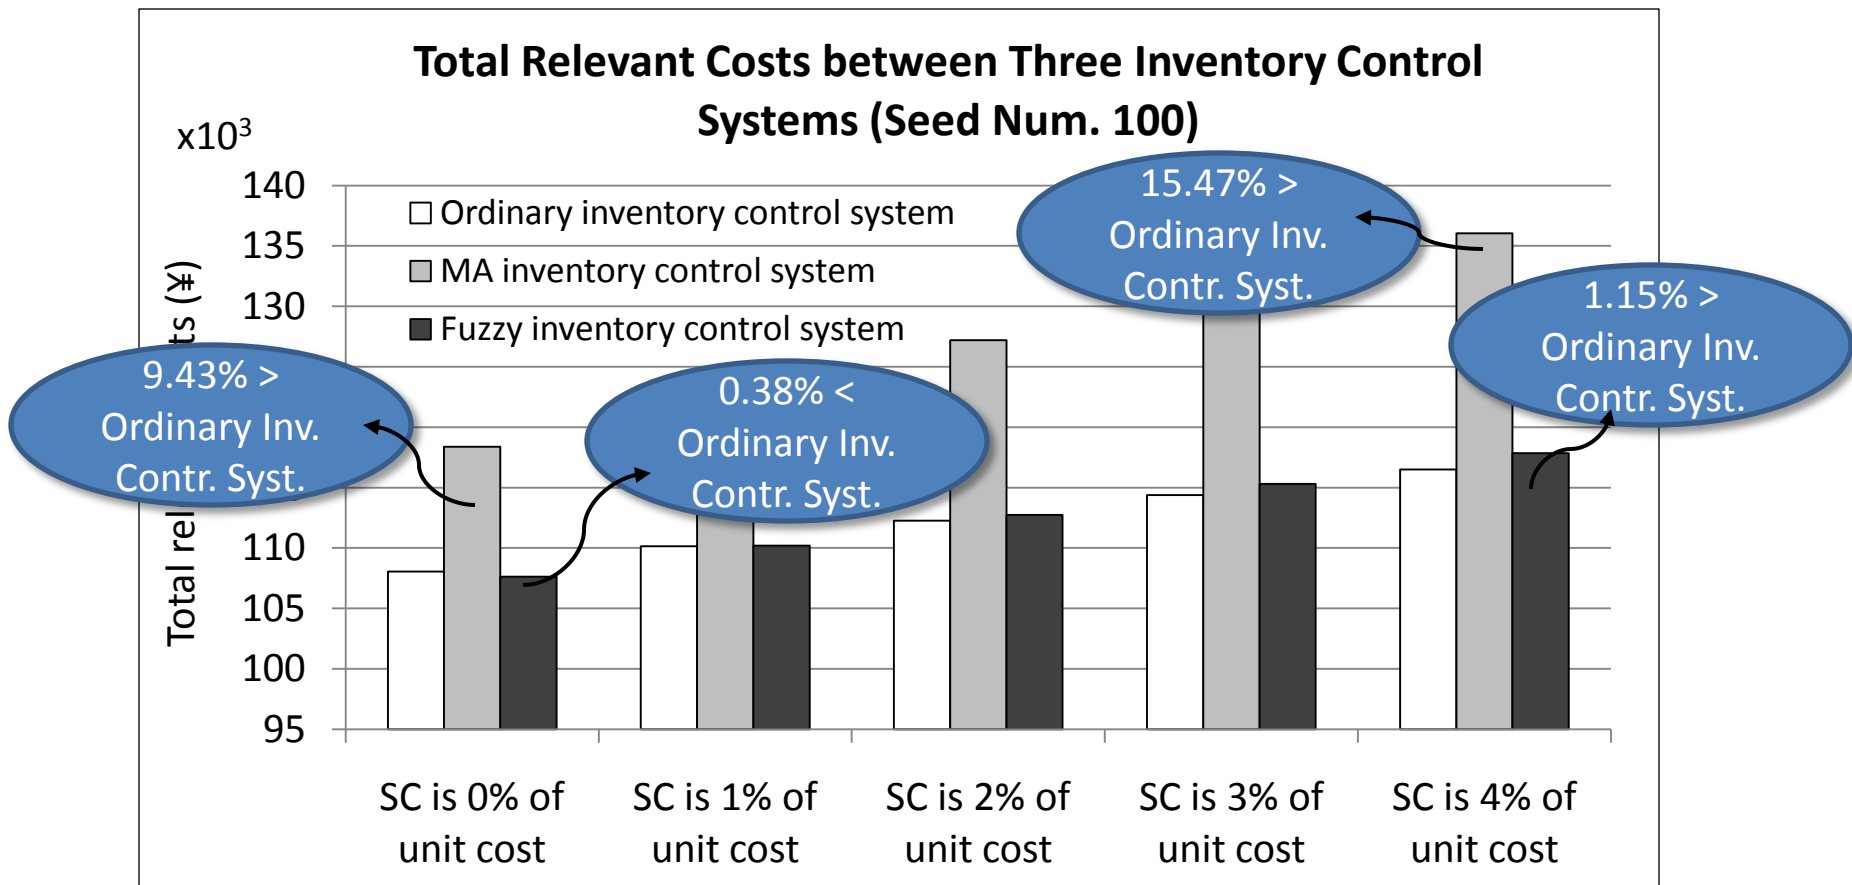 Total Relevant Costs between Three Inventory Control
Systems (Seed Num. 100)
x10³
140
135
130
110
105
100
95
Ordinary inventory control system
MA inventory control system
Fuzzy inventory control system
15.47% >
Ordinary Inv.
Contr. Syst.
1.15% >
Ordinary Inv.
Contr. Syst.
9.43% >
Ordinary Inv.
Contr. Syst.
0.38% <
Ordinary Inv.
Contr. Syst.
Total
(¥)
SC is 0% of
unit cost
SC is 1% of
unit cost
SC is 2% of
unit cost
SC is 3% of
unit cost
SC is 4% of
unit cost